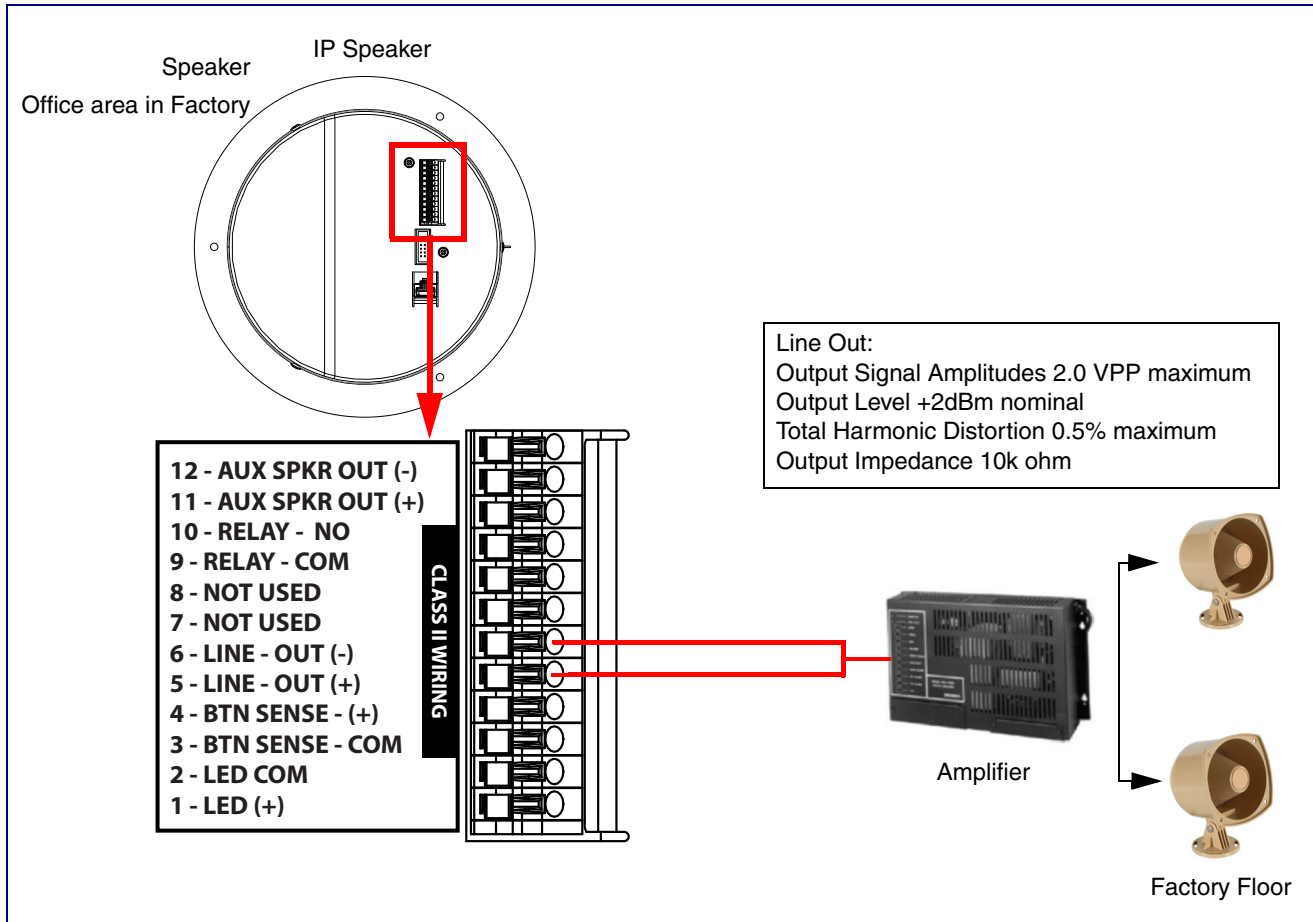 IP Speaker
Speaker
Office area in Factory
Line Out:
Output Signal Amplitudes 2.0 VPP maximum
Output Level +2dBm nominal
Total Harmonic Distortion 0.5% maximum
Output Impedance 10k ohm
12 - AUX SPKR OUT (-)
11 - AUX SPKR OUT (+)
10 - RELAY - NO
9 - RELAY - COM
8 - NOT USED
7 - NOT USED
6 - LINE - OUT (-)
5 - LINE - OUT (+)
4 - BTN SENSE - (+)
3 - BTN SENSE - COM
2 - LED COM
1 - LED (+)
CLASS II WIRING
Amplifier
Factory Floor